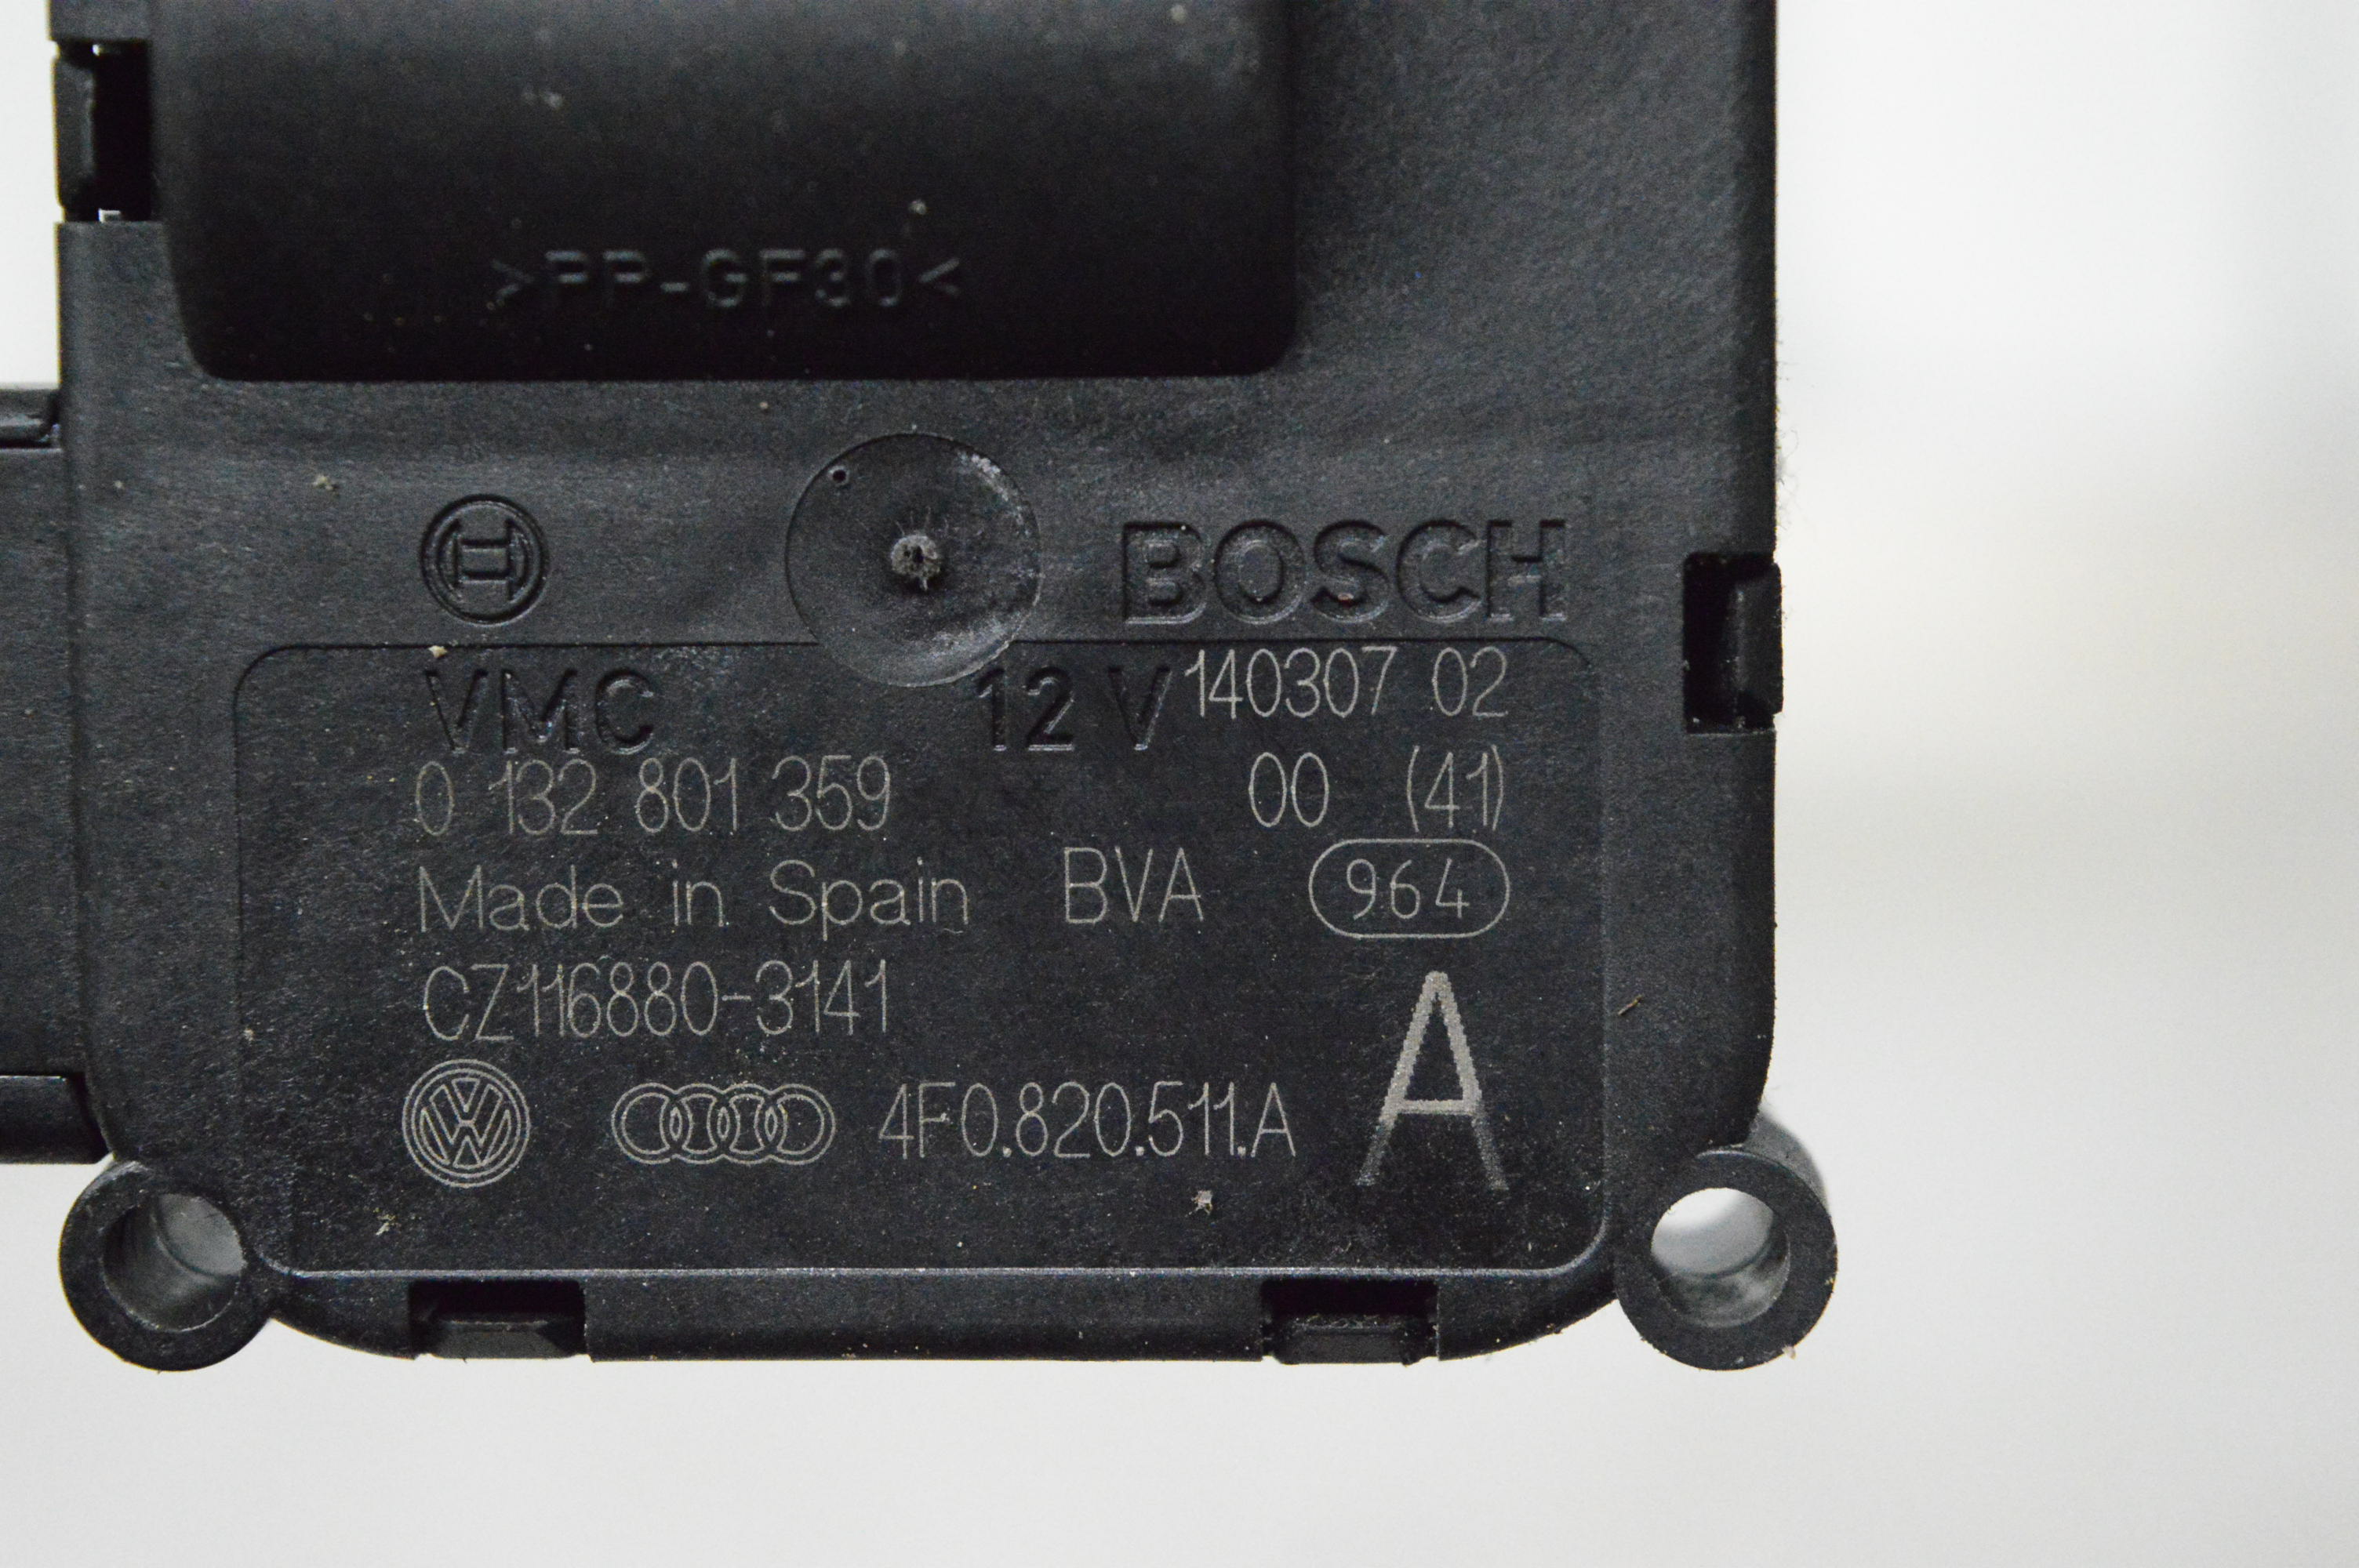 >PP-GF30<
BOSCH
VMC 12 V 140307 02
0 132 801 359 00 (41)
Made in Spain BVA 964
CZ116880-3141
A
4F0.820.511.A